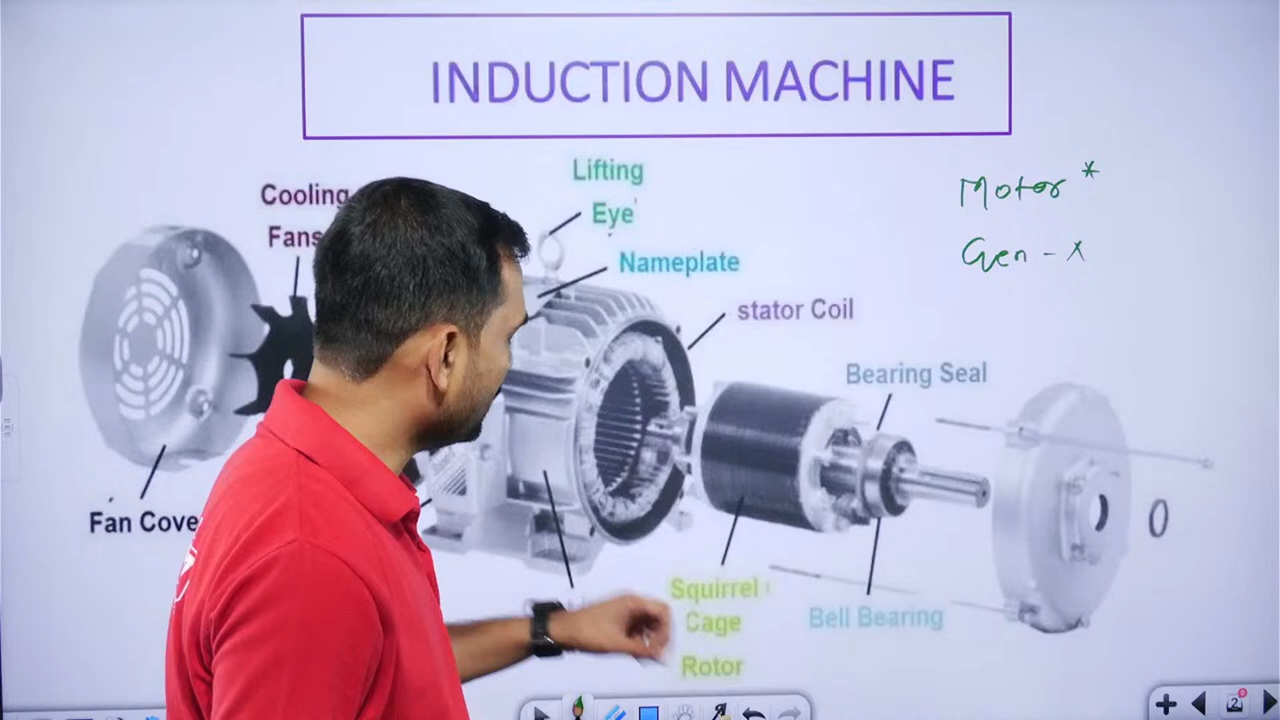 INDUCTION MACHINE
Cooling
Fans
Lifting
Eye
Nameplate
stator Coil
Motor *
Gen - x
Bearing Seal
Fan Cove
Squirrel
Cage
Rotor
Bell Bearing
2